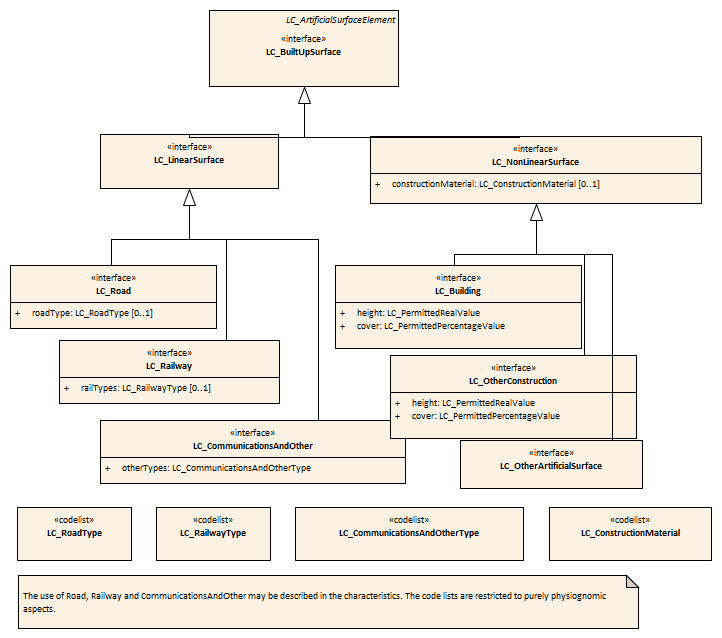 LC_ArtificialSurfaceElement
«interface»
LC_BuiltUpSurface
«interface»
LC_LinearSurface
«interface»
LC_NonLinearSurface
+ constructionMaterial: LC_ConstructionMaterial [0..1]
«interface»
LC_Road
+ roadType: LC_RoadType [0..1]
«interface»
LC_Building
+ height: LC_PermittedRealValue
+ cover: LC_PermittedPercentageValue
«interface»
LC_Railway
+ railTypes: LC_RailwayType [0..1]
«interface»
LC_OtherConstruction
+ height: LC_PermittedRealValue
+ cover: LC_PermittedPercentageValue
«interface»
LC_CommunicationsAndOther
+ otherTypes: LC_CommunicationsAndOtherType
«interface»
LC_OtherArtificialSurface
«codelist»
LC_RoadType
«codelist»
LC_RailwayType
«codelist»
LC_CommunicationsAndOtherType
«codelist»
LC_ConstructionMaterial
The use of Road, Railway and CommunicationsAndOther may be described in the characteristics. The code lists are restricted to purely physiognomic
aspects.